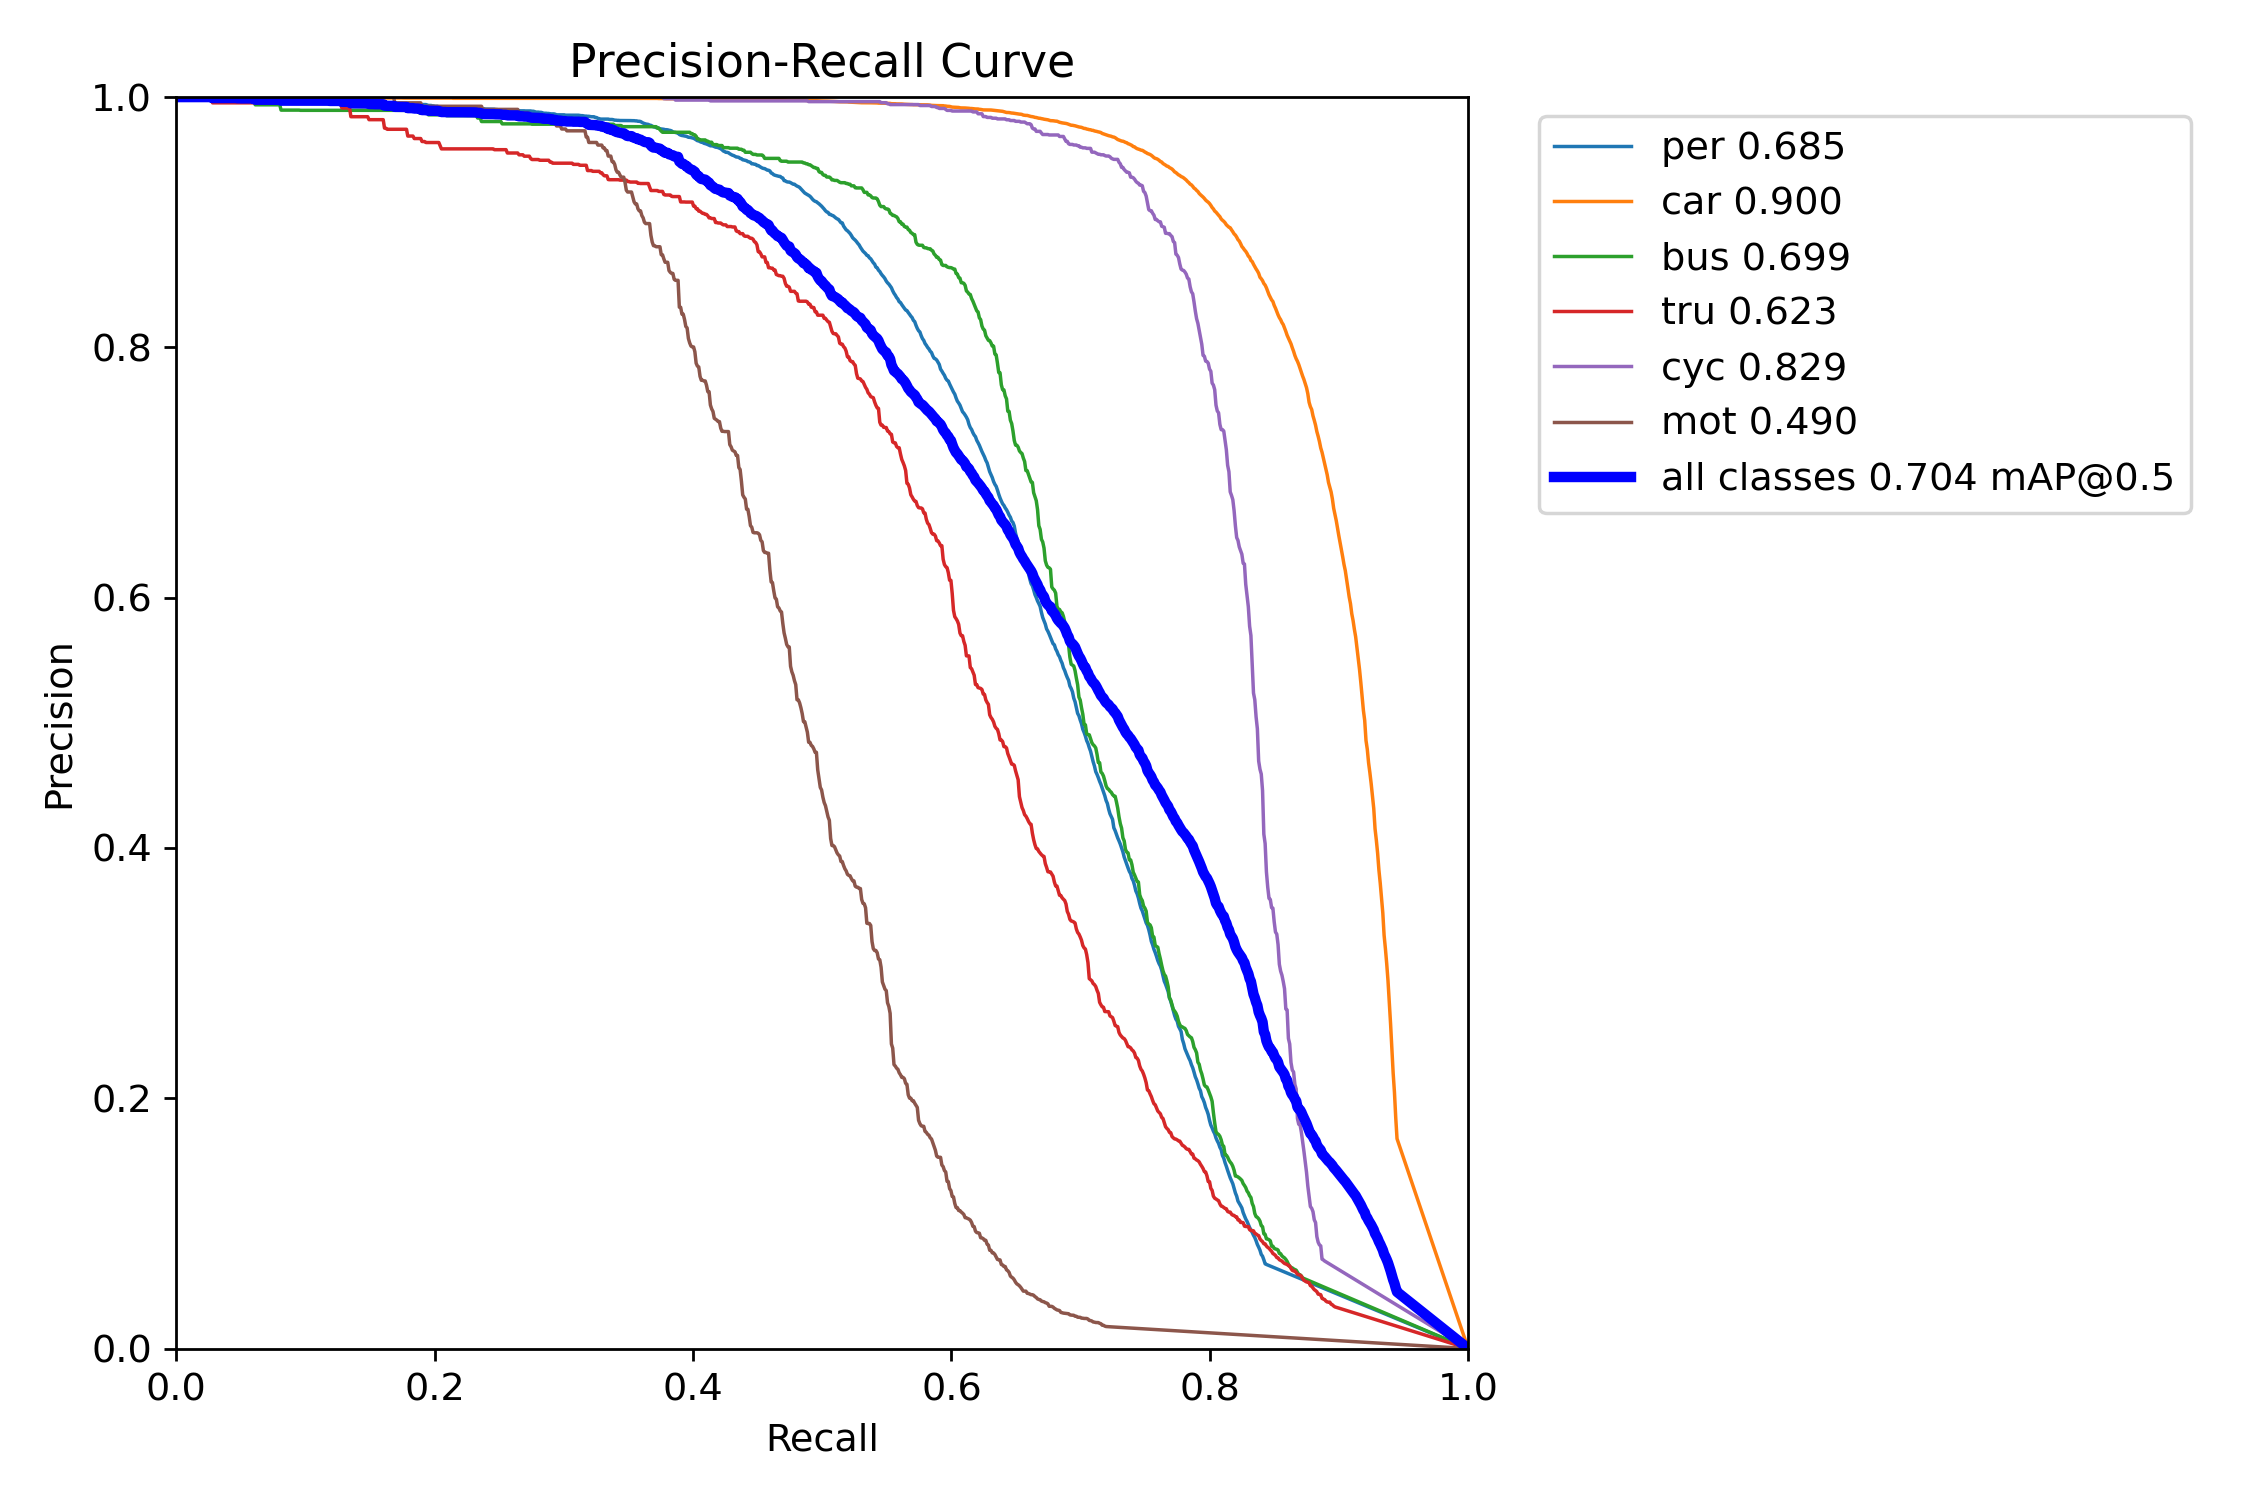 Precision-Recall Curve
1.0
0.8
0.6
0.4
0.2
0.0
Precision
0.0 0.2 0.4 0.6 0.8 1.0
Recall
per 0.685
car 0.900
bus 0.699
tru 0.623
cyc 0.829
mot 0.490
all classes 0.704 mAP@0.5